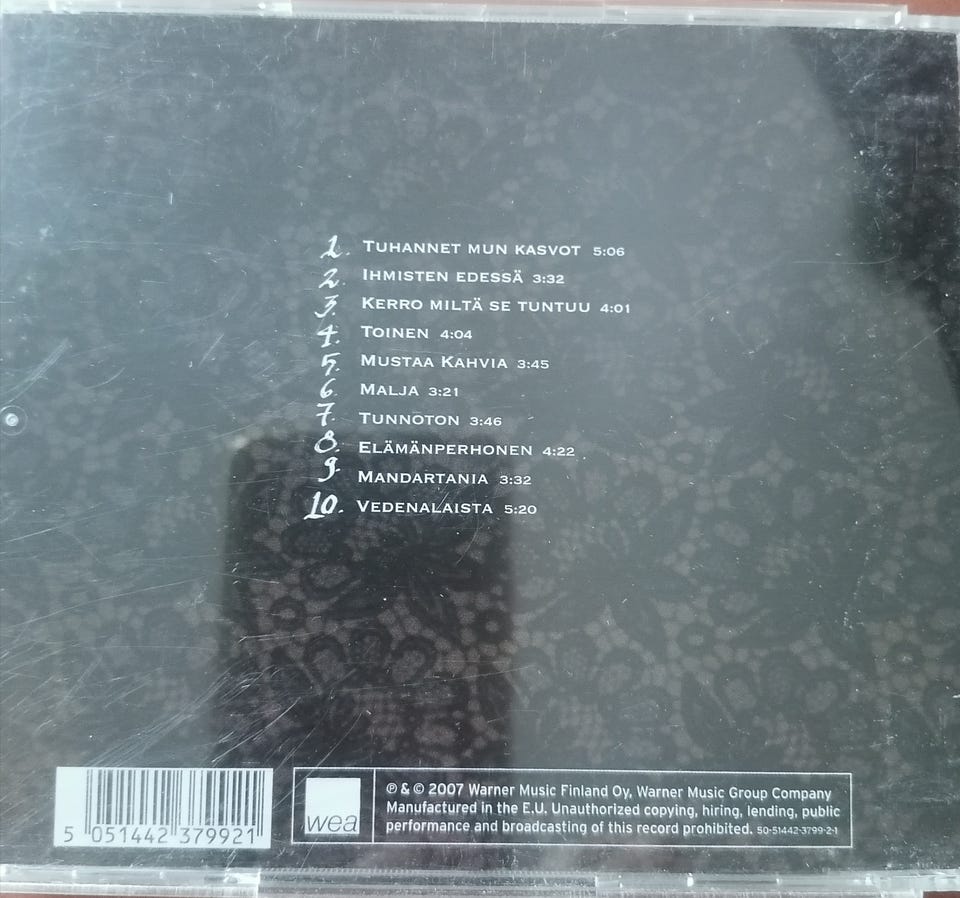 1. Tuhannet mun kasvot 5:06
2. Ihmisten edessä 3:32
3. Kerro miltä se tuntuu 4:01
4. Toinen 4:04
5. Mustaa Kahvia 3:45
6. Malja 3:21
7. Tunnoton 3:46
8. Elämänperhonen 4:22
9. Mandartania 3:32
10. Vedenalaista 5:20
5 051442 379921
wea
℗ & © 2007 Warner Music Finland Oy, Warner Music Group Company
Manufactured in the E.U. Unauthorized copying, hiring, lending, public
performance and broadcasting of this record prohibited. 50-51442-3799-2-1